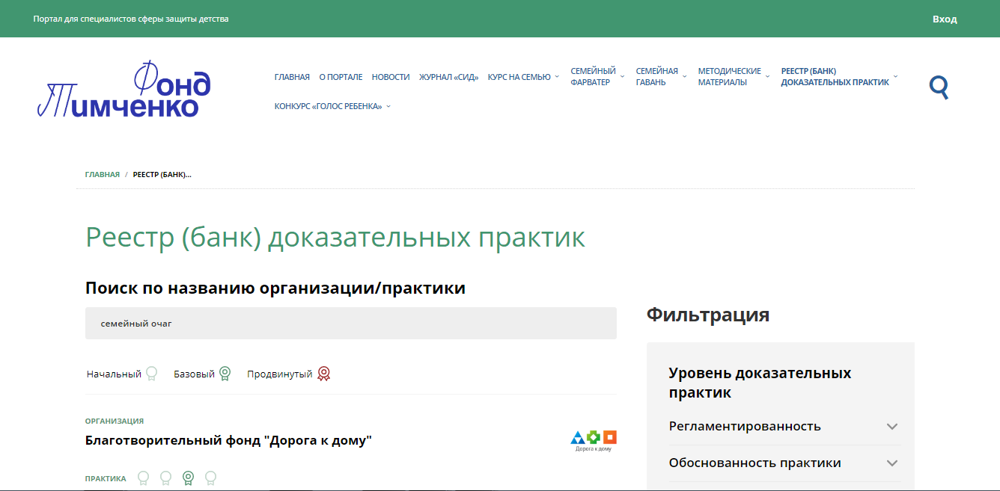 Портал для специалистов сферы защиты детства
Вход
Фонд
Тимченко
ГЛАВНАЯ О ПОРТАЛЕ НОВОСТИ ЖУРНАЛ «СИД» КУРС НА СЕМЬЮ
СЕМЕЙНЫЙ
ФАРВАТЕР
СЕМЕЙНАЯ
ГАВАНЬ
МЕТОДИЧЕСКИЕ
МАТЕРИАЛЫ
РЕЕСТР (БАНК)
ДОКАЗАТЕЛЬНЫХ ПРАКТИК
КОНКУРС «ГОЛОС РЕБЕНКА»
ГЛАВНАЯ / РЕЕСТР (БАНК)...
Реестр (банк) доказательных практик
Поиск по названию организации/практики
семейный очаг
Начальный Базовый Продвинутый
ОРГАНИЗАЦИЯ
Благотворительный фонд "Дорога к дому"
Дорога к дому
ПРАКТИКА
Фильтрация
Уровень доказательных
практик
Регламентированность
Обоснованность практики